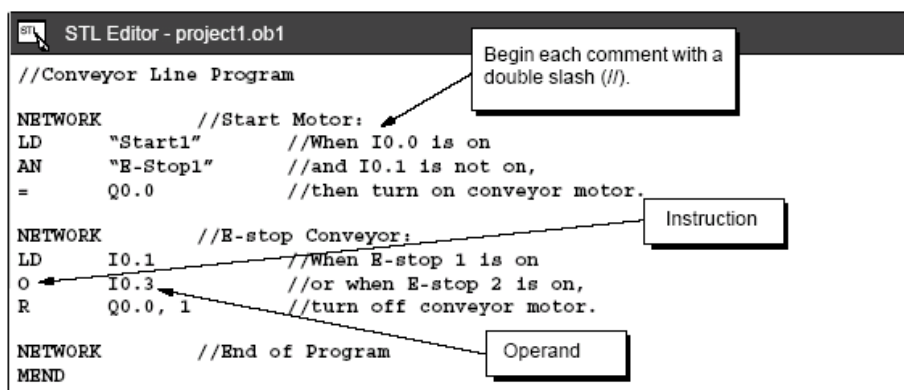 STL
STL Editor - project1.ob1
Begin each comment with a
double slash (//).
//Conveyor Line Program
NETWORK //Start Motor:
LD "Start1" //When I0.0 is on
AN "E-Stop1" //and I0.1 is not on,
= Q0.0 //then turn on conveyor motor.
Instruction
NETWORK //E-stop Conveyor:
LD I0.1 //When E-stop 1 is on
O I0.3 //or when E-stop 2 is on,
R Q0.0, 1 //turn off conveyor motor.
Operand
NETWORK //End of Program
MEND